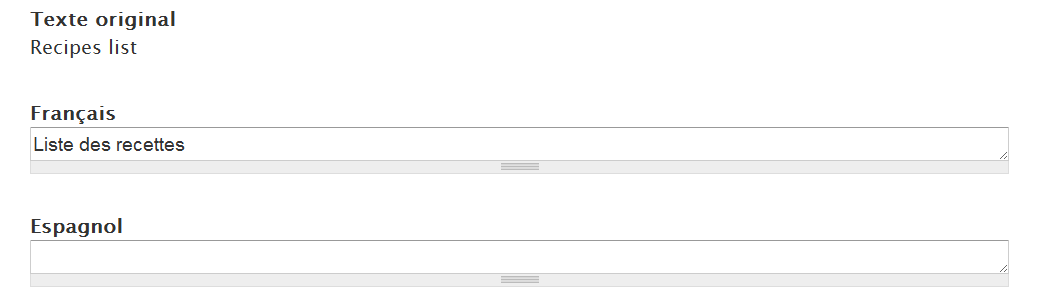 Texte original
Recipes list
Français
Liste des recettes
Espagnol